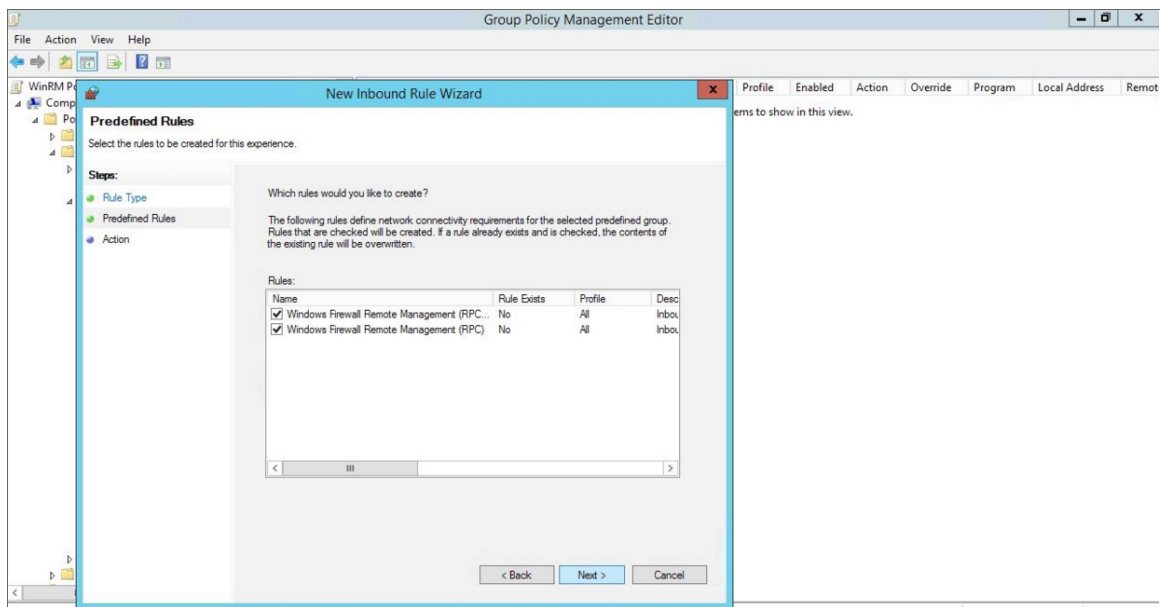 Group Policy Management Editor
File Action View Help
WinRM Po
Comp
Po
Profile Enabled Action Override Program Local Address Remot
ems to show in this view.
New Inbound Rule Wizard
x
Predefined Rules
Select the rules to be created for this experience.
Steps:
Rule Type
Predefined Rules
Action
Which rules would you like to create?
The following rules define network connectivity requirements for the selected predefined group.
Rules that are checked will be created. If a rule already exists and is checked, the contents of
the existing rule will be overwritten.
Rules:
Name Rule Exists Profile Desc
Windows Firewall Remote Management (RPC... No All Inbou
Windows Firewall Remote Management (RPC) No All Inbou
< Back Next > Cancel